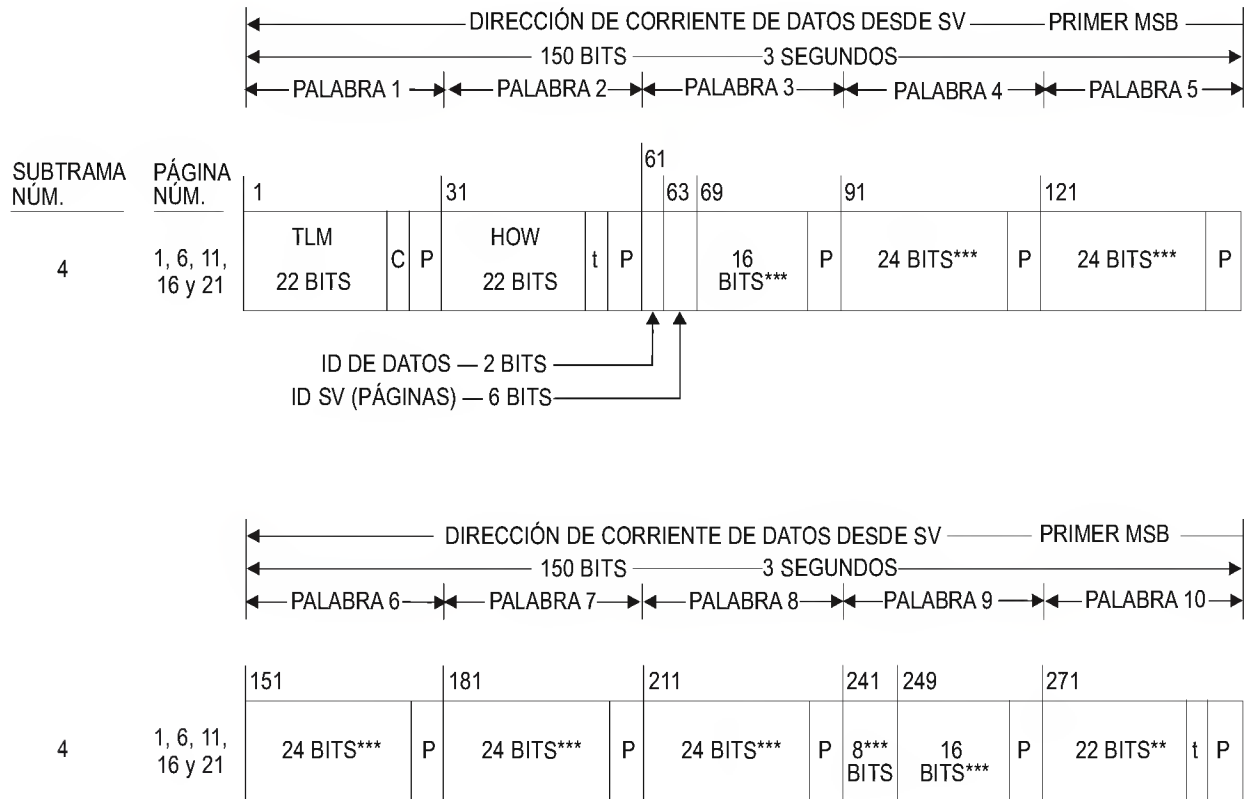 DIRECCIÓN DE CORRIENTE DE DATOS DESDE SV PRIMER MSB
150 BITS 3 SEGUNDOS
PALABRA 1 PALABRA 2 PALABRA 3 PALABRA 4 PALABRA 5
SUBTRAMA NÚM.
PÁGINA NÚM.
1 31 61 63 69 91 121
4
1, 6, 11, 16 y 21
TLM 22 BITS C P HOW 22 BITS t P 16 BITS*** P 24 BITS*** P 24 BITS*** P
ID DE DATOS — 2 BITS
ID SV (PÁGINAS) — 6 BITS
DIRECCIÓN DE CORRIENTE DE DATOS DESDE SV PRIMER MSB
150 BITS 3 SEGUNDOS
PALABRA 6 PALABRA 7 PALABRA 8 PALABRA 9 PALABRA 10
151 181 211 241 249 271
4
1, 6, 11, 16 y 21
24 BITS*** P 24 BITS*** P 24 BITS*** P 8*** BITS 16 BITS*** P 22 BITS** t P